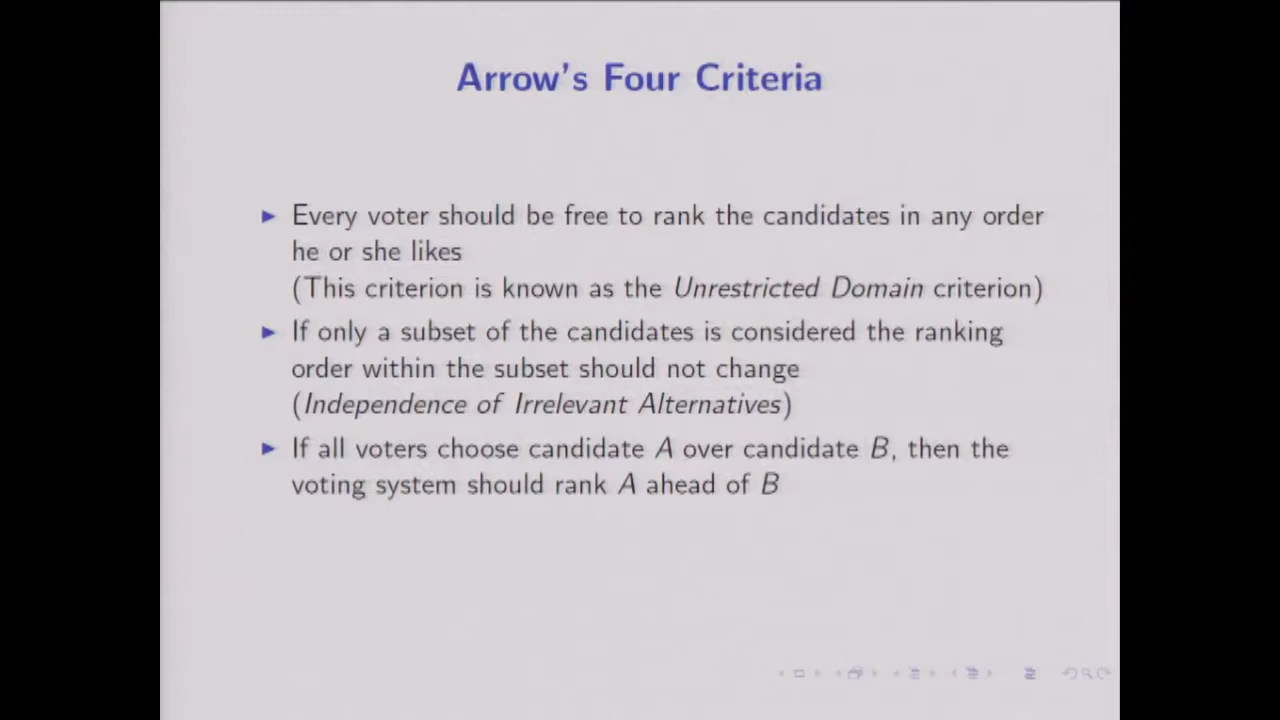 Arrow's Four Criteria
Every voter should be free to rank the candidates in any order
he or she likes
(This criterion is known as the Unrestricted Domain criterion)
If only a subset of the candidates is considered the ranking
order within the subset should not change
(Independence of Irrelevant Alternatives)
If all voters choose candidate A over candidate B, then the
voting system should rank A ahead of B